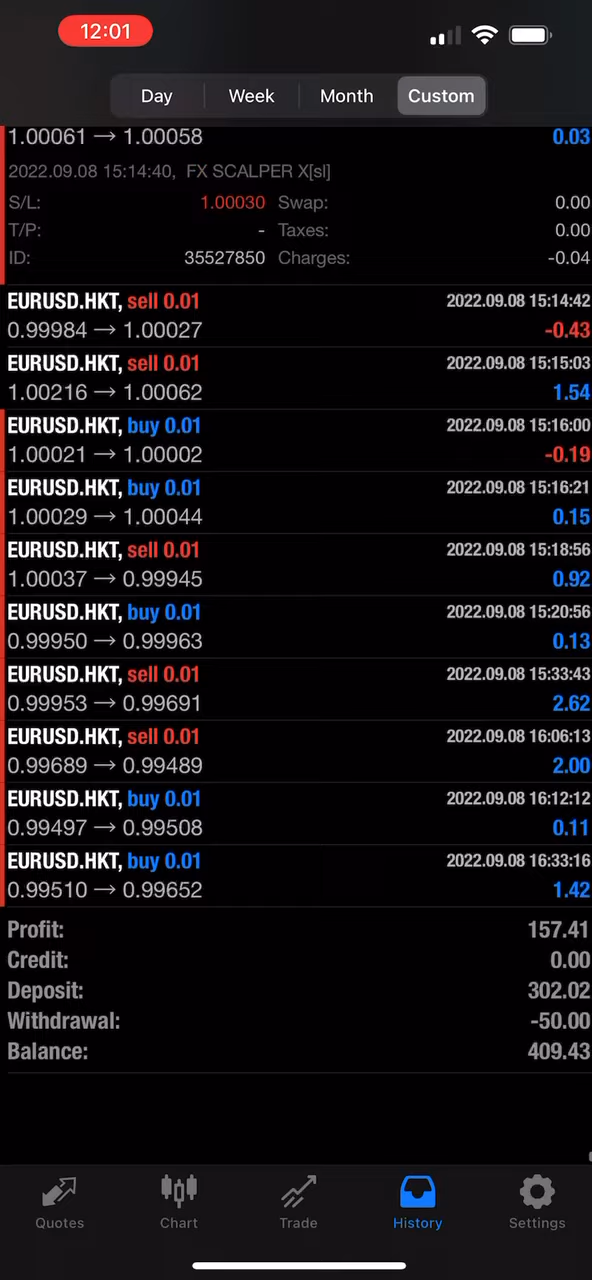 12:01
Day Week Month Custom
1.00061 → 1.00058 0.03
2022.09.08 15:14:40, FX SCALPER X[sl]
S/L: 1.00030 Swap: 0.00
T/P: - Taxes: 0.00
ID: 35527850 Charges: -0.04
EURUSD.HKT, sell 0.01 2022.09.08 15:14:42
0.99984 → 1.00027 -0.43
EURUSD.HKT, sell 0.01 2022.09.08 15:15:03
1.00216 → 1.00062 1.54
EURUSD.HKT, buy 0.01 2022.09.08 15:16:00
1.00021 → 1.00002 -0.19
EURUSD.HKT, buy 0.01 2022.09.08 15:16:21
1.00029 → 1.00044 0.15
EURUSD.HKT, sell 0.01 2022.09.08 15:18:56
1.00037 → 0.99945 0.92
EURUSD.HKT, buy 0.01 2022.09.08 15:20:56
0.99950 → 0.99963 0.13
EURUSD.HKT, sell 0.01 2022.09.08 15:33:43
0.99953 → 0.99691 2.62
EURUSD.HKT, sell 0.01 2022.09.08 16:06:13
0.99689 → 0.99489 2.00
EURUSD.HKT, buy 0.01 2022.09.08 16:12:12
0.99497 → 0.99508 0.11
EURUSD.HKT, buy 0.01 2022.09.08 16:33:16
0.99510 → 0.99652 1.42
Profit: 157.41
Credit: 0.00
Deposit: 302.02
Withdrawal: -50.00
Balance: 409.43
Quotes Chart Trade History Settings